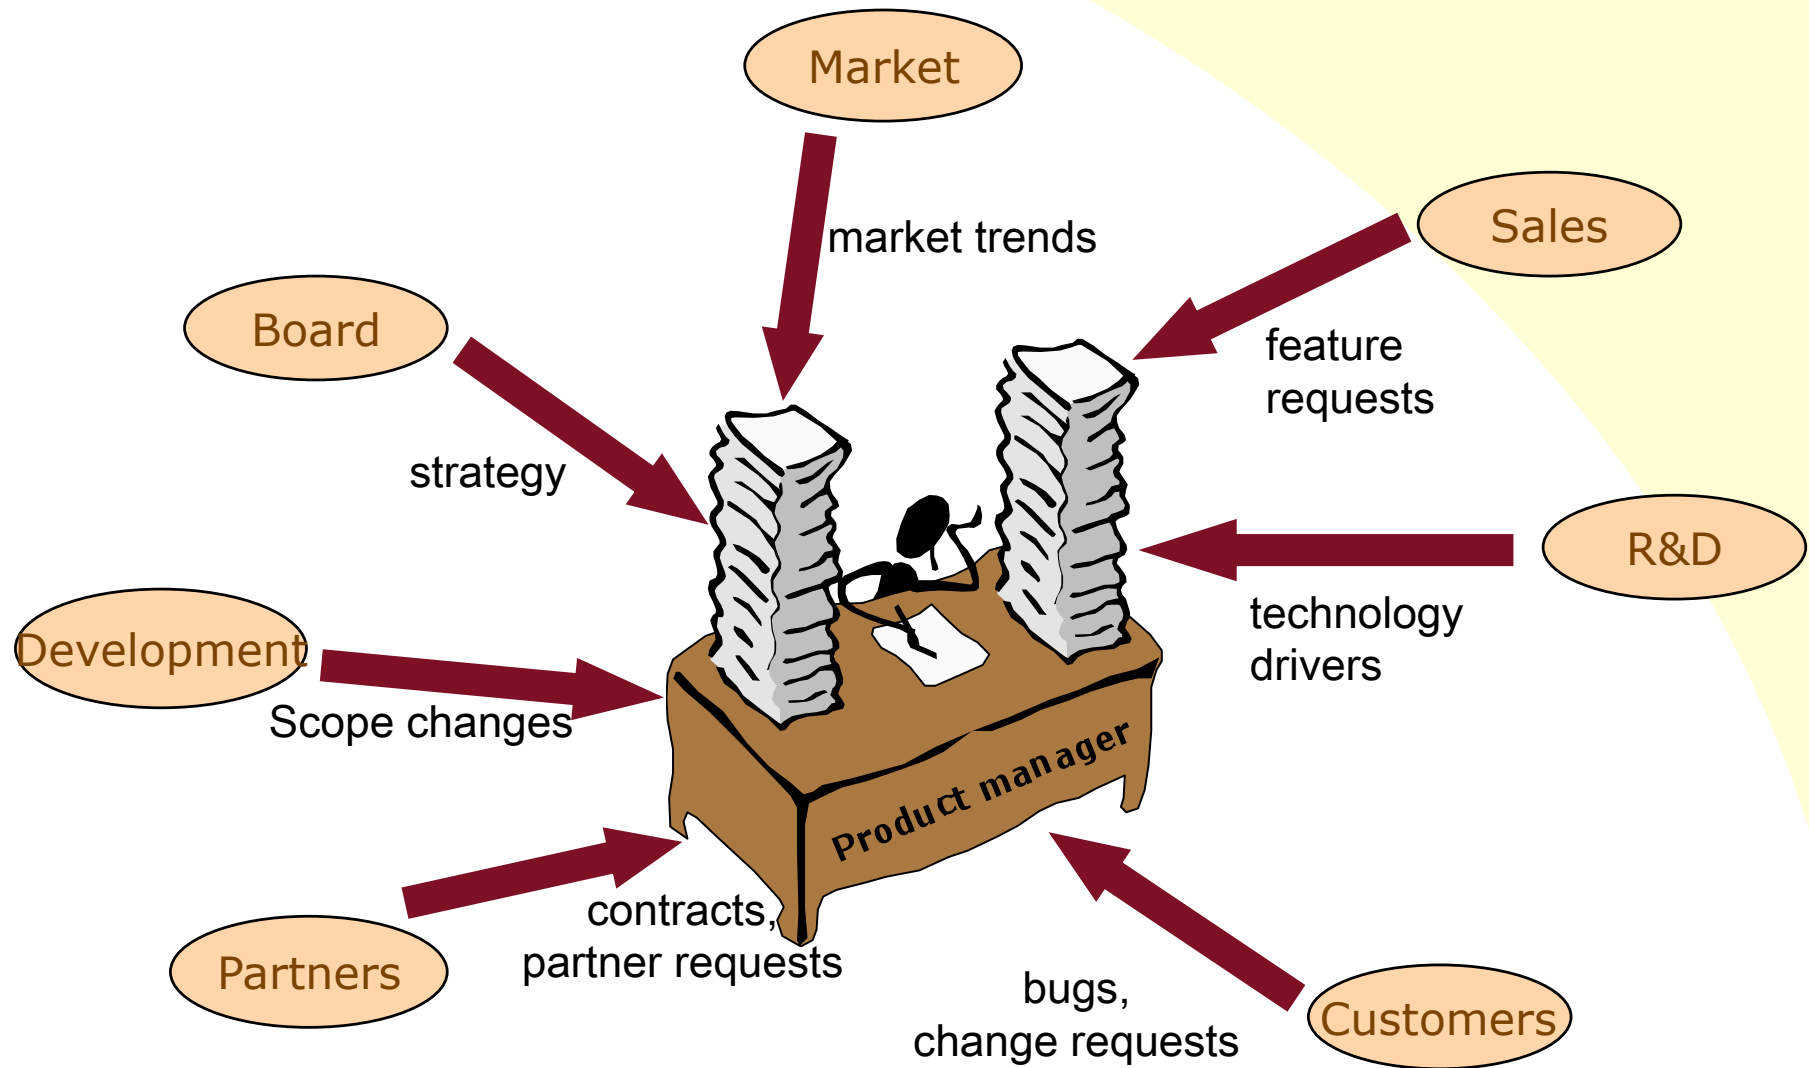 Market
market trends
Sales
feature
requests
Board
strategy
R&D
technology
drivers
Development
Scope changes
Product manager
Partners
contracts,
partner requests
bugs,
change requests
Customers